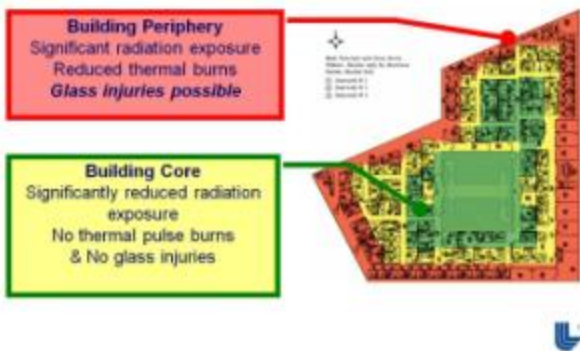 Building Periphery
Significant radiation exposure
Reduced thermal burns
Glass injuries possible
Building Core
Significantly reduced radiation
exposure
No thermal pulse burns
& No glass injuries